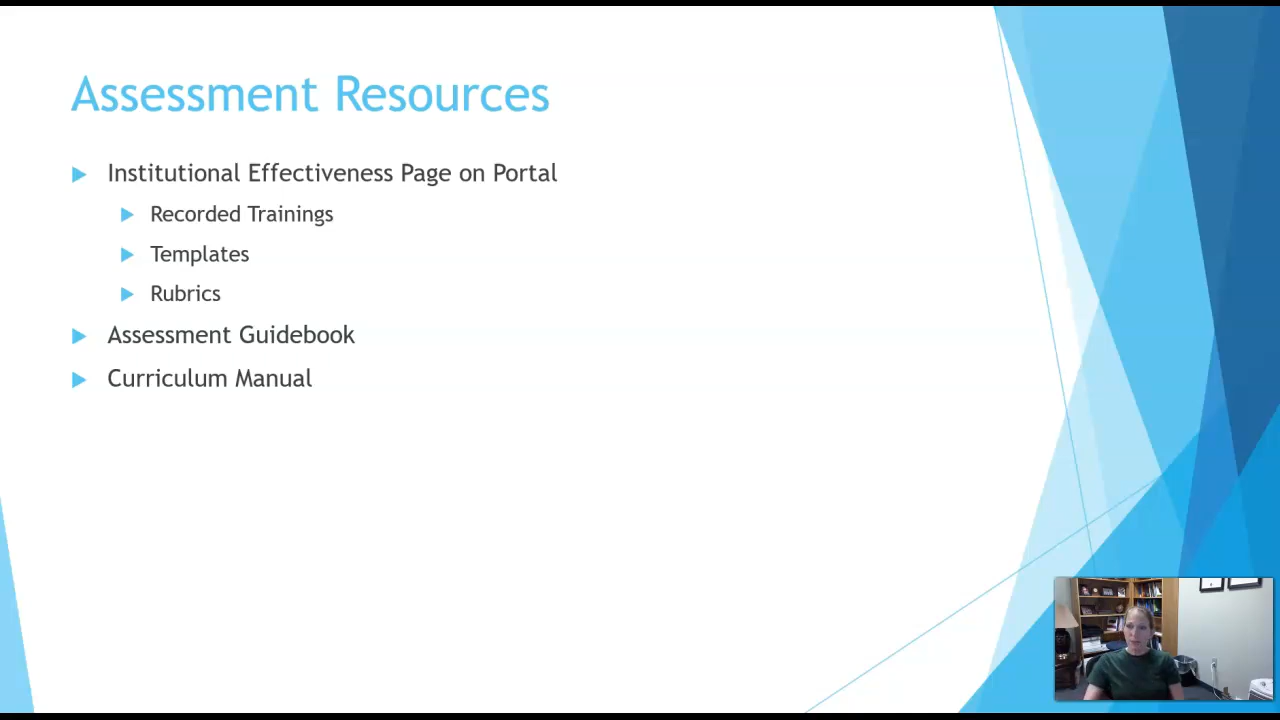 Assessment Resources
Institutional Effectiveness Page on Portal
Recorded Trainings
Templates
Rubrics
Assessment Guidebook
Curriculum Manual